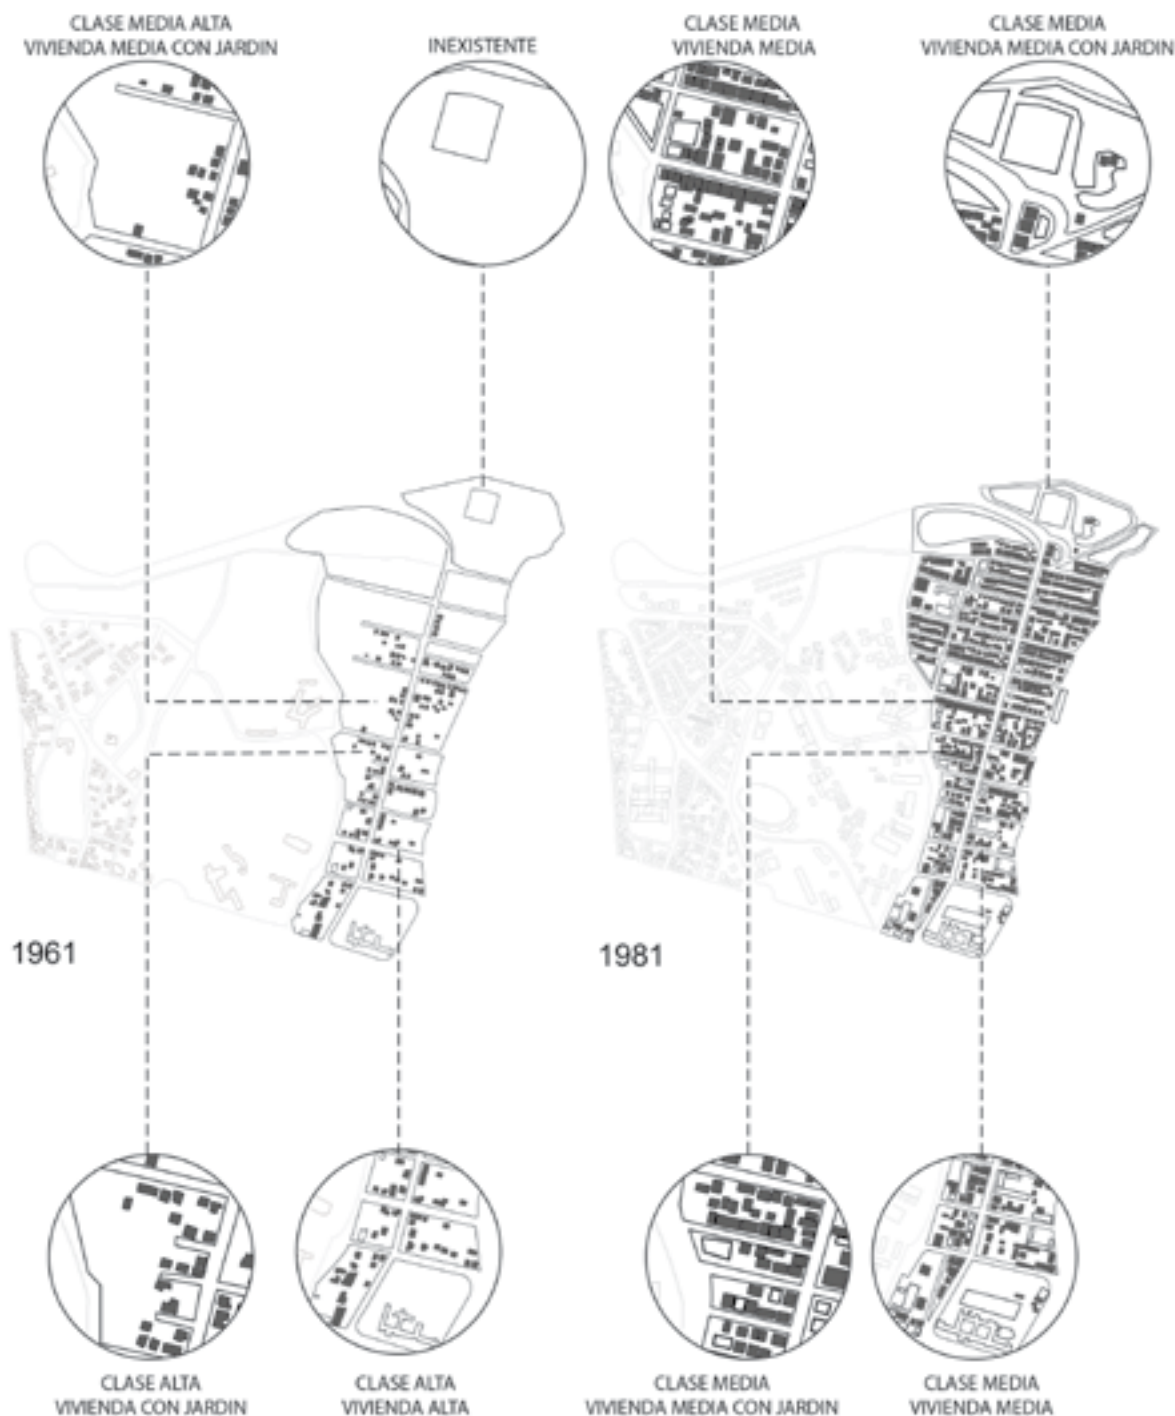 CLASE MEDIA ALTA
VIVIENDA MEDIA CON JARDIN
INEXISTENTE
CLASE MEDIA
VIVIENDA MEDIA
CLASE MEDIA
VIVIENDA MEDIA CON JARDIN
1961
1981
CLASE ALTA
VIVIENDA CON JARDIN
CLASE ALTA
VIVIENDA ALTA
CLASE MEDIA
VIVIENDA MEDIA CON JARDIN
CLASE MEDIA
VIVIENDA MEDIA